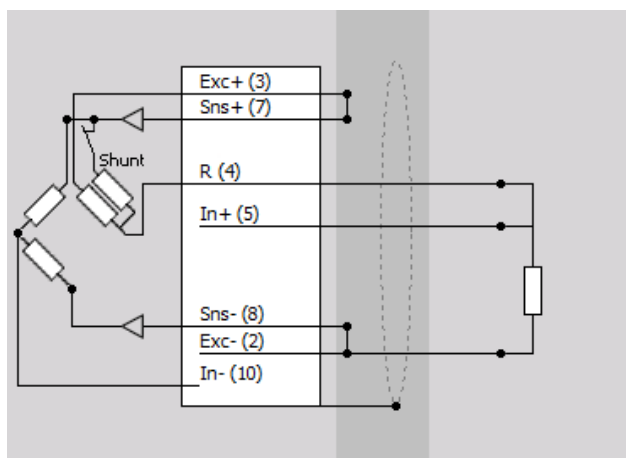 Exc+ (3)
Sns+ (7)
Shunt
R (4)
In+ (5)
Sns- (8)
Exc- (2)
In- (10)